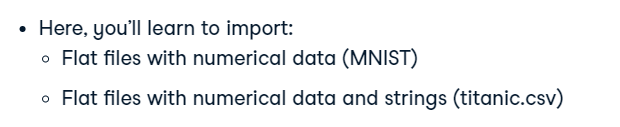 • Here, you'll learn to import:
◦ Flat files with numerical data (MNIST)
◦ Flat files with numerical data and strings (titanic.csv)